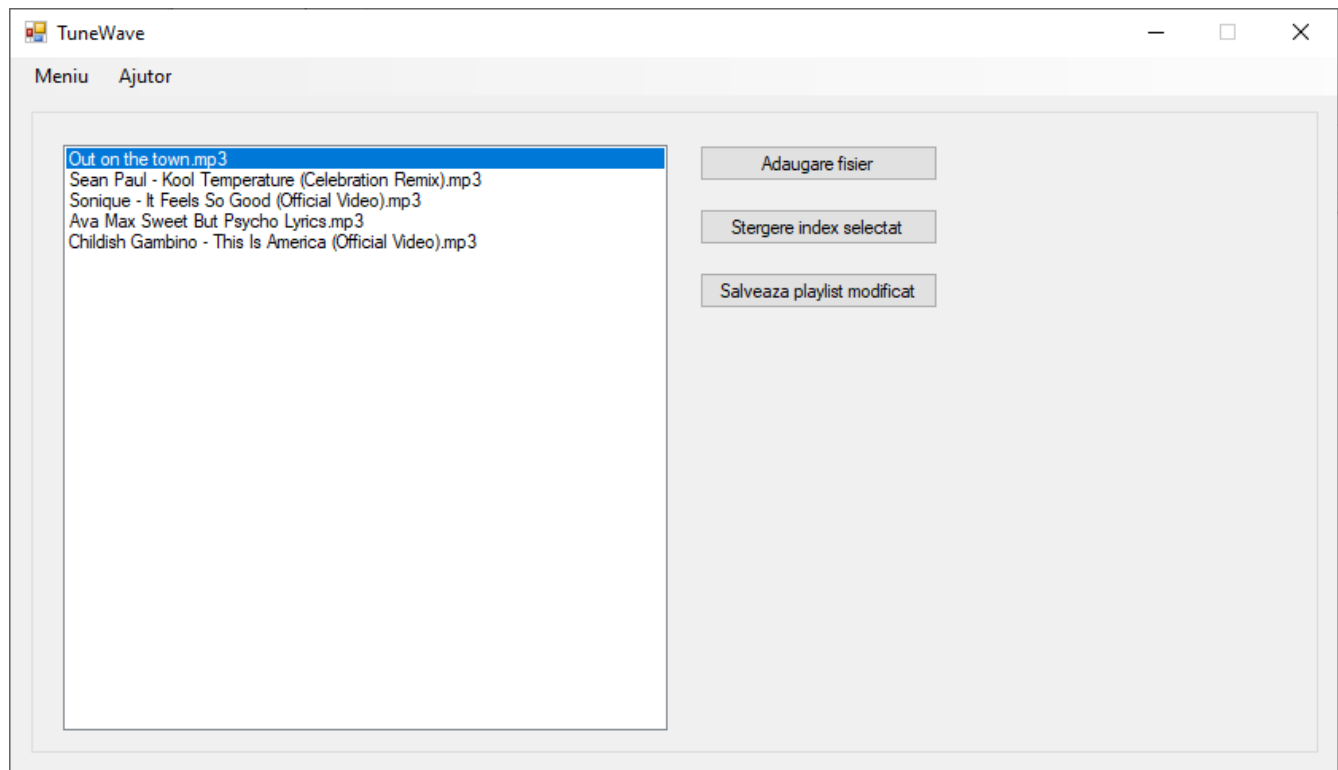 TuneWave
Meniu Ajutor
Out on the town.mp3
Sean Paul - Kool Temperature (Celebration Remix).mp3
Sonique - It Feels So Good (Official Video).mp3
Ava Max Sweet But Psycho Lyrics.mp3
Childish Gambino - This Is America (Official Video).mp3
Adaugare fisier
Stergere index selectat
Salveaza playlist modificat